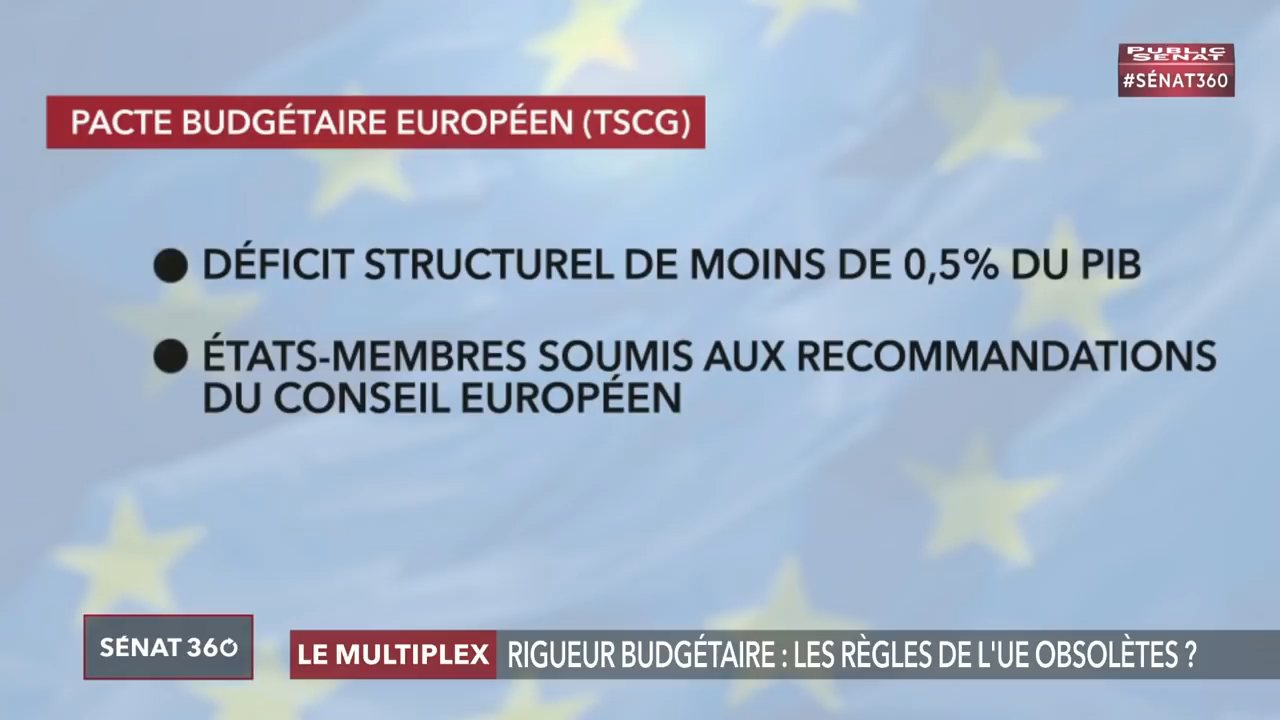 PUBLIC
SENAT
#SÉNAT360
PACTE BUDGÉTAIRE EUROPÉEN (TSCG)
● DÉFICIT STRUCTUREL DE MOINS DE 0,5% DU PIB
● ÉTATS-MEMBRES SOUMIS AUX RECOMMANDATIONS
DU CONSEIL EUROPÉEN
SÉNAT 360
LE MULTIPLEX RIGUEUR BUDGÉTAIRE : LES RÈGLES DE L'UE OBSOLÈTES ?